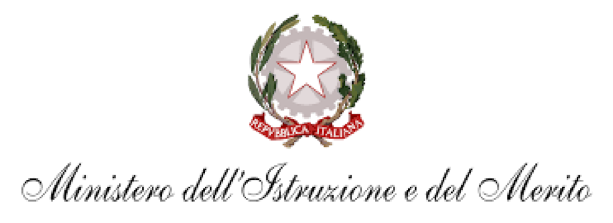 REPVBBLICA ITALIANA
Ministero dell'Istruzione e del Merito